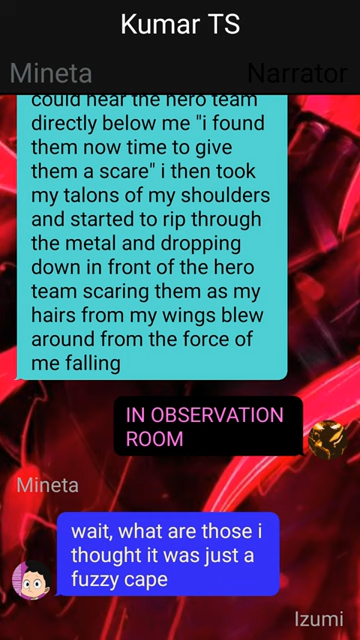 Kumar TS
Mineta
Narrator
could hear the hero team
directly below me "i found
them now time to give
them a scare" i then took
my talons of my shoulders
and started to rip through
the metal and dropping
down in front of the hero
team scaring them as my
hairs from my wings blew
around from the force of
me falling
IN OBSERVATION
ROOM
Mineta
wait, what are those i
thought it was just a
fuzzy cape
Izumi